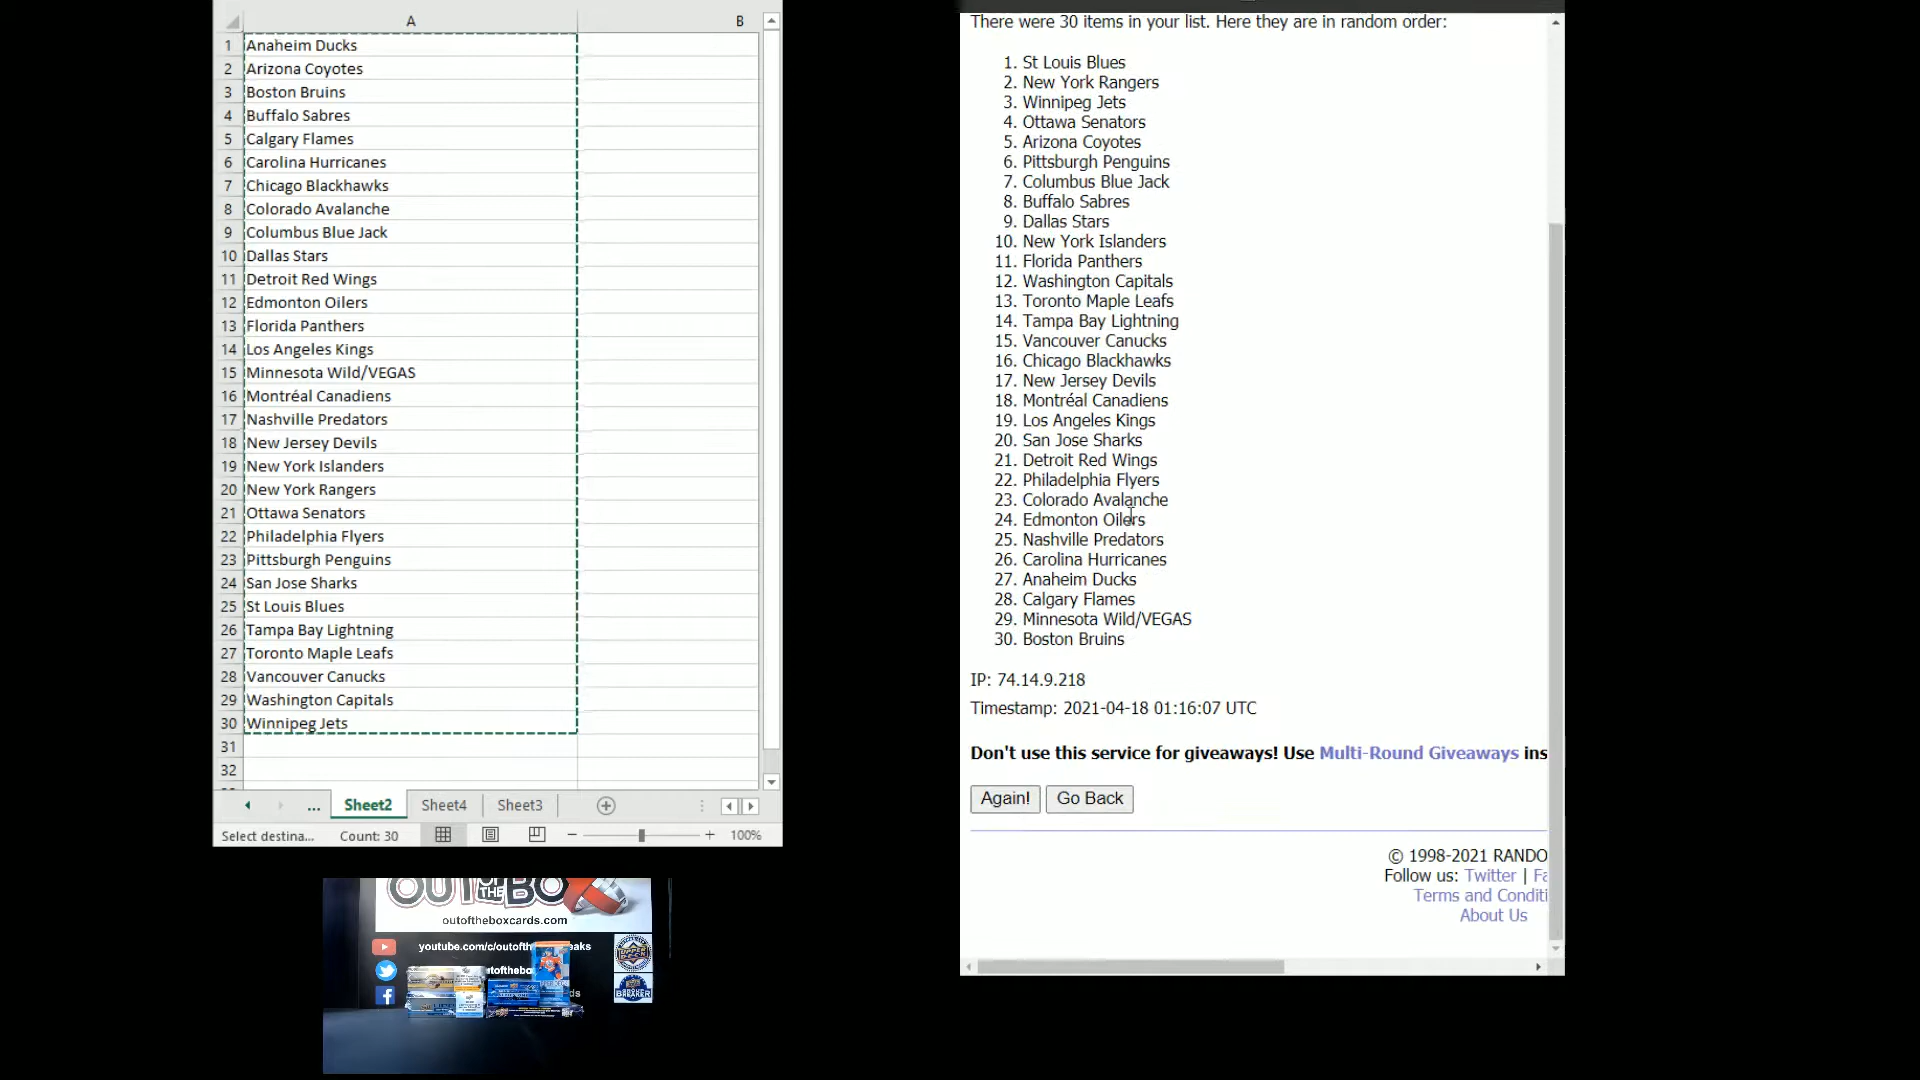 A
B
1 Anaheim Ducks
2 Arizona Coyotes
3 Boston Bruins
4 Buffalo Sabres
5 Calgary Flames
6 Carolina Hurricanes
7 Chicago Blackhawks
8 Colorado Avalanche
9 Columbus Blue Jack
10 Dallas Stars
11 Detroit Red Wings
12 Edmonton Oilers
13 Florida Panthers
14 Los Angeles Kings
15 Minnesota Wild/VEGAS
16 Montréal Canadiens
17 Nashville Predators
18 New Jersey Devils
19 New York Islanders
20 New York Rangers
21 Ottawa Senators
22 Philadelphia Flyers
23 Pittsburgh Penguins
24 San Jose Sharks
25 St Louis Blues
26 Tampa Bay Lightning
27 Toronto Maple Leafs
28 Vancouver Canucks
29 Washington Capitals
30 Winnipeg Jets
31
32
... Sheet2 Sheet4 Sheet3
Select destina... Count: 30 100%
OUT OF THE BO
outoftheboxcards.com
youtube.com/c/outofth eaks
utofthebo
ds
BREAKER
There were 30 items in your list. Here they are in random order:
1. St Louis Blues
2. New York Rangers
3. Winnipeg Jets
4. Ottawa Senators
5. Arizona Coyotes
6. Pittsburgh Penguins
7. Columbus Blue Jack
8. Buffalo Sabres
9. Dallas Stars
10. New York Islanders
11. Florida Panthers
12. Washington Capitals
13. Toronto Maple Leafs
14. Tampa Bay Lightning
15. Vancouver Canucks
16. Chicago Blackhawks
17. New Jersey Devils
18. Montréal Canadiens
19. Los Angeles Kings
20. San Jose Sharks
21. Detroit Red Wings
22. Philadelphia Flyers
23. Colorado Avalanche
24. Edmonton Oilers
25. Nashville Predators
26. Carolina Hurricanes
27. Anaheim Ducks
28. Calgary Flames
29. Minnesota Wild/VEGAS
30. Boston Bruins
IP: 74.14.9.218
Timestamp: 2021-04-18 01:16:07 UTC
Don't use this service for giveaways! Use Multi-Round Giveaways ins
Again! Go Back
© 1998-2021 RANDO
Follow us: Twitter | Fa
Terms and Conditi
About Us